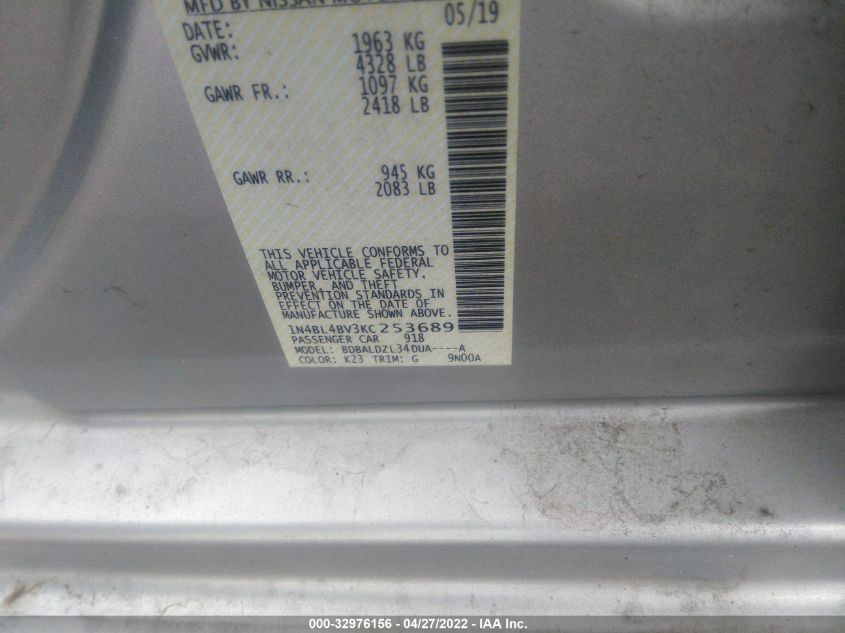 MFD BY NISSAN
DATE: 05/19
GVWR: 1963 KG
4328 LB
GAWR FR.: 1097 KG
2418 LB
GAWR RR.: 945 KG
2083 LB
THIS VEHICLE CONFORMS TO
ALL APPLICABLE FEDERAL
MOTOR VEHICLE SAFETY,
BUMPER, AND THEFT
PREVENTION STANDARDS IN
EFFECT ON THE DATE OF
MANUFACTURE SHOWN ABOVE.
1N4BL4BV3KC253689
PASSENGER CAR 918
MODEL: BDBALDZL34DUA----A
COLOR: K23 TRIM: G 9N00A
000-32976156 - 04/27/2022 - IAA Inc.